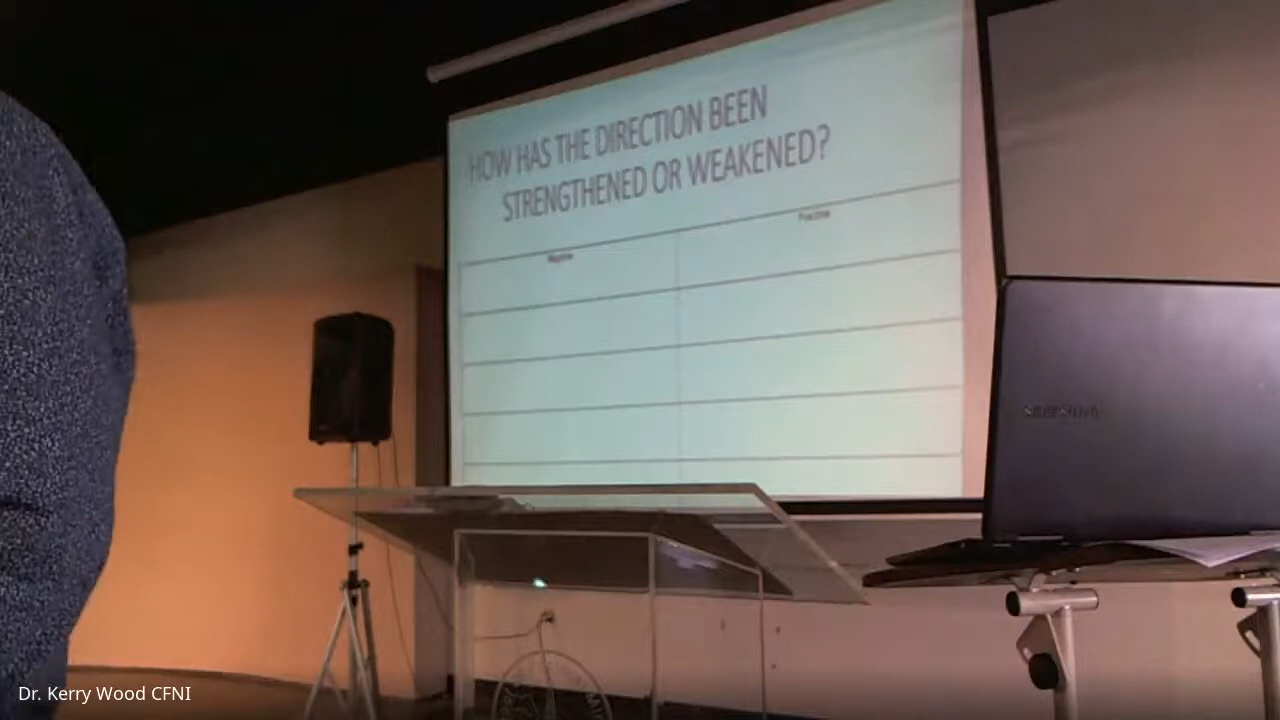 HOW HAS THE DIRECTION BEEN
STRENGTHENED OR WEAKENED?
Positive
Negative
SAMSUNG
Dr. Kerry Wood CFNI